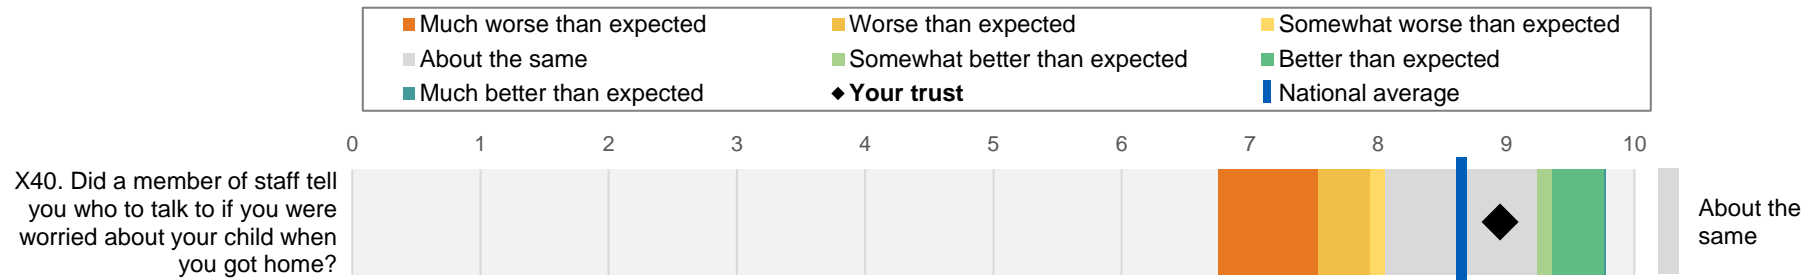 Much worse than expected
Worse than expected
Somewhat worse than expected
About the same
Somewhat better than expected
Better than expected
Much better than expected
Your trust
National average
0 1 2 3 4 5 6 7 8 9 10
X40. Did a member of staff tell
you who to talk to if you were
worried about your child when
you got home?
About the
same